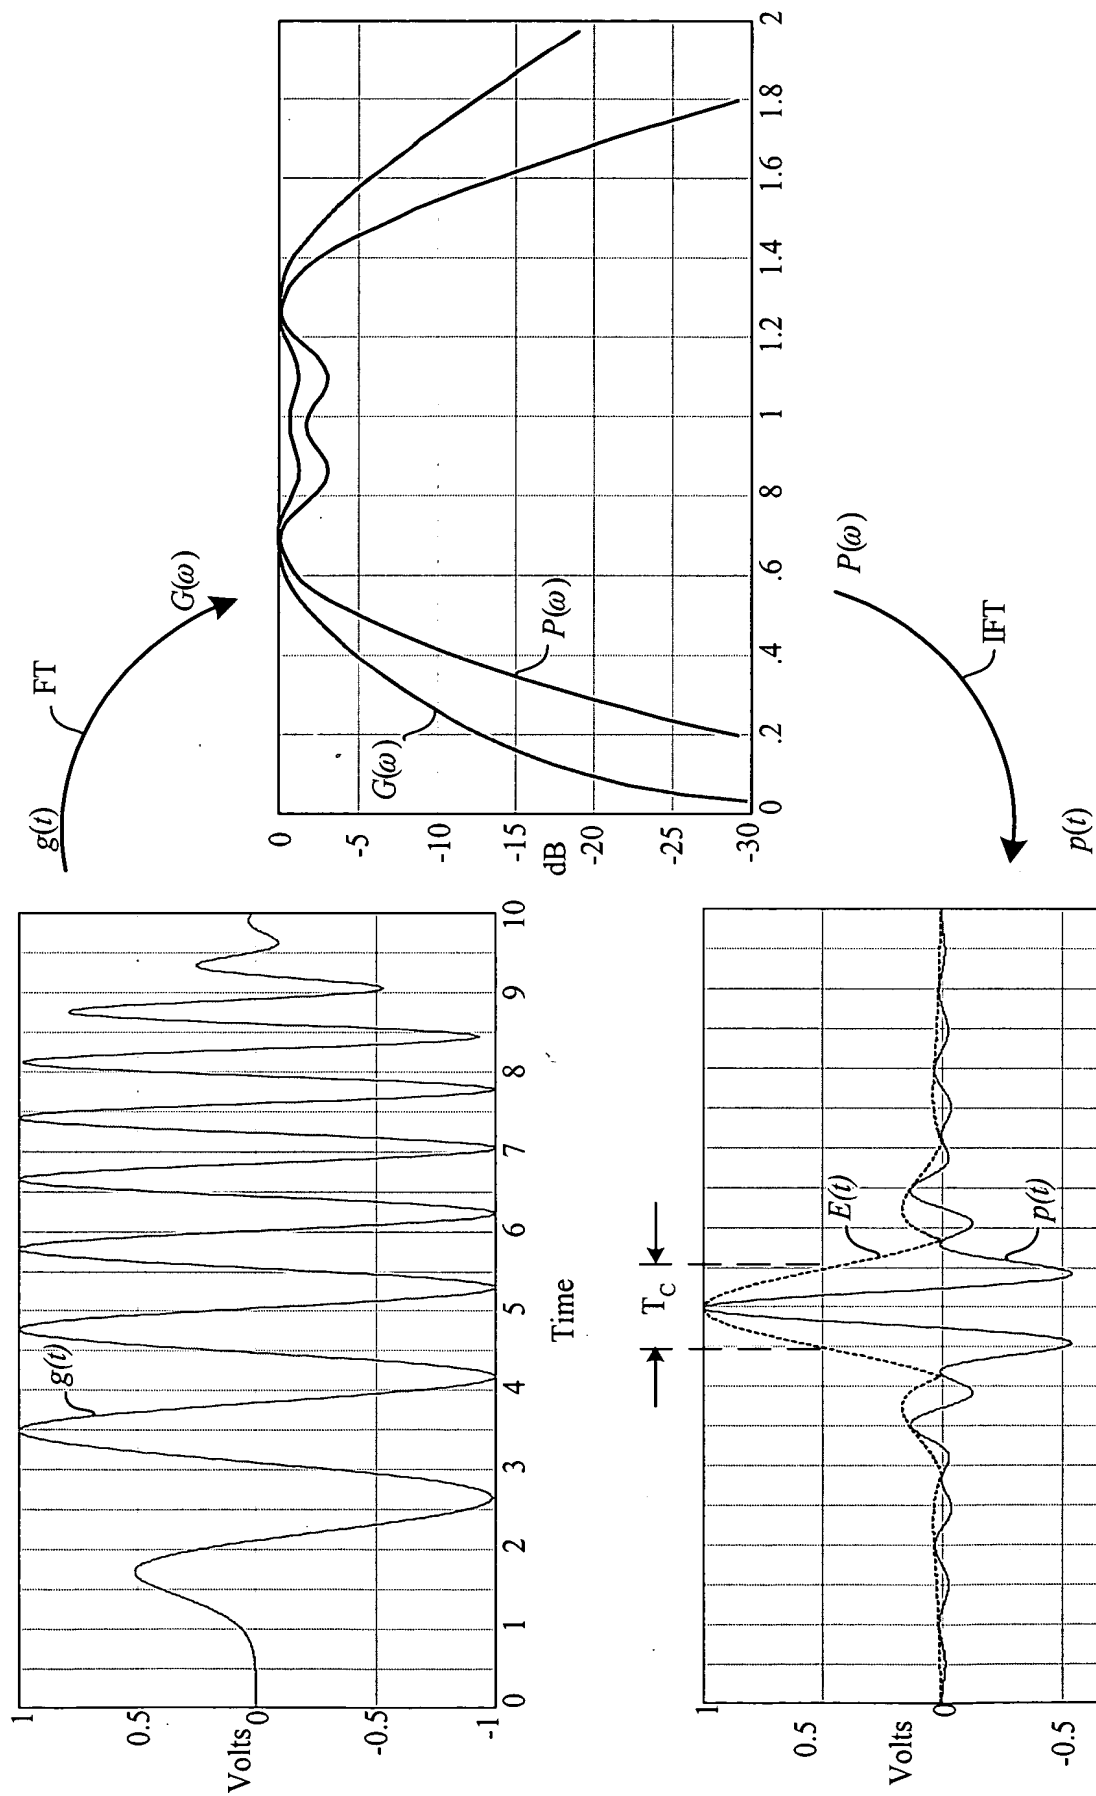 g(t)
FT
G(ω)
1
0.5
Volts 0
-0.5
-1
g(t)
0 1 2 3 4 5 6 7 8 9 10
Time
0
-5
-10
-15
-20
-25
-30
dB
G(ω)
P(ω)
0 .2 .4 .6 .8 1 1.2 1.4 1.6 1.8 2
P(ω)
IFT
p(t)
1
0.5
Volts 0
-0.5
T_C
E(t)
p(t)